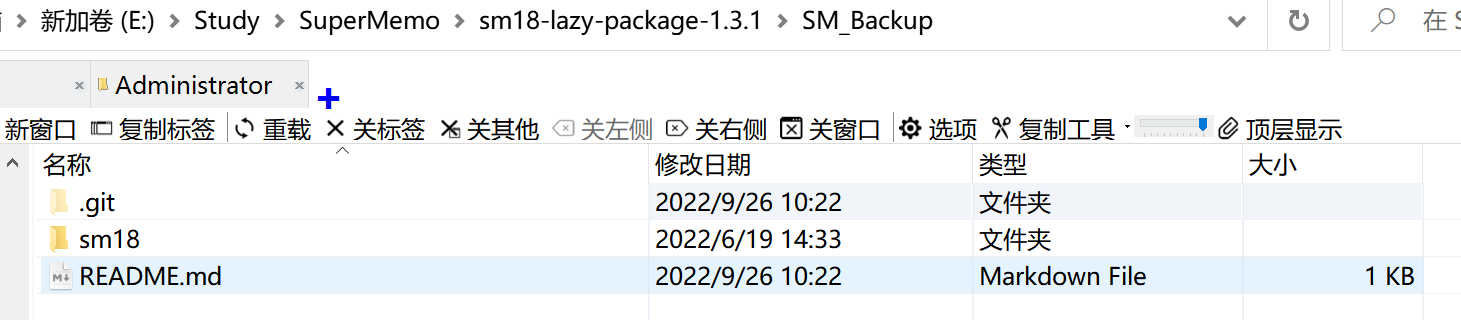 新加卷 (E:) > Study > SuperMemo > sm18-lazy-package-1.3.1 > SM_Backup 在 S
Administrator
新窗口 复制标签 重载 关标签 关其他 关左侧 关右侧 关窗口 选项 复制工具 顶层显示
名称 修改日期 类型 大小
.git 2022/9/26 10:22 文件夹
sm18 2022/6/19 14:33 文件夹
README.md 2022/9/26 10:22 Markdown File 1 KB